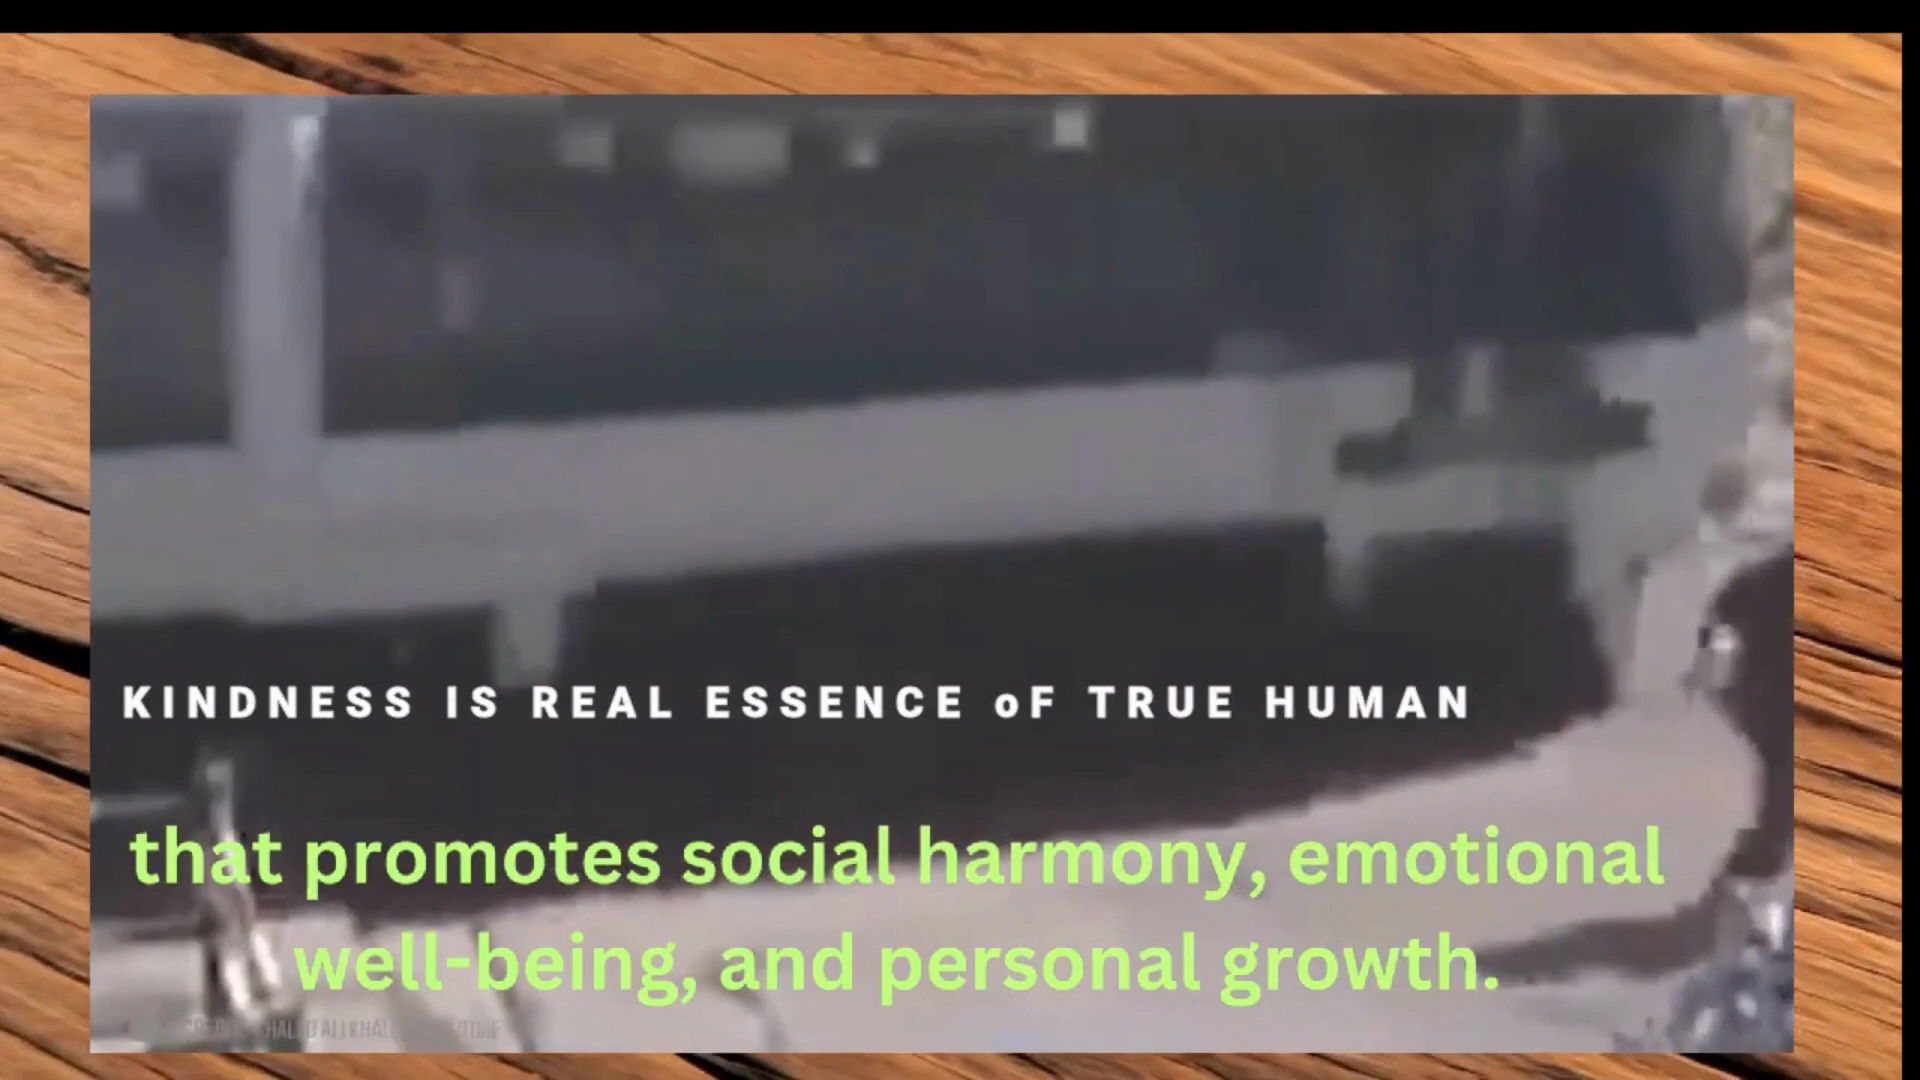 KINDNESS IS REAL ESSENCE oF TRUE HUMAN
that promotes social harmony, emotional
well-being, and personal growth.